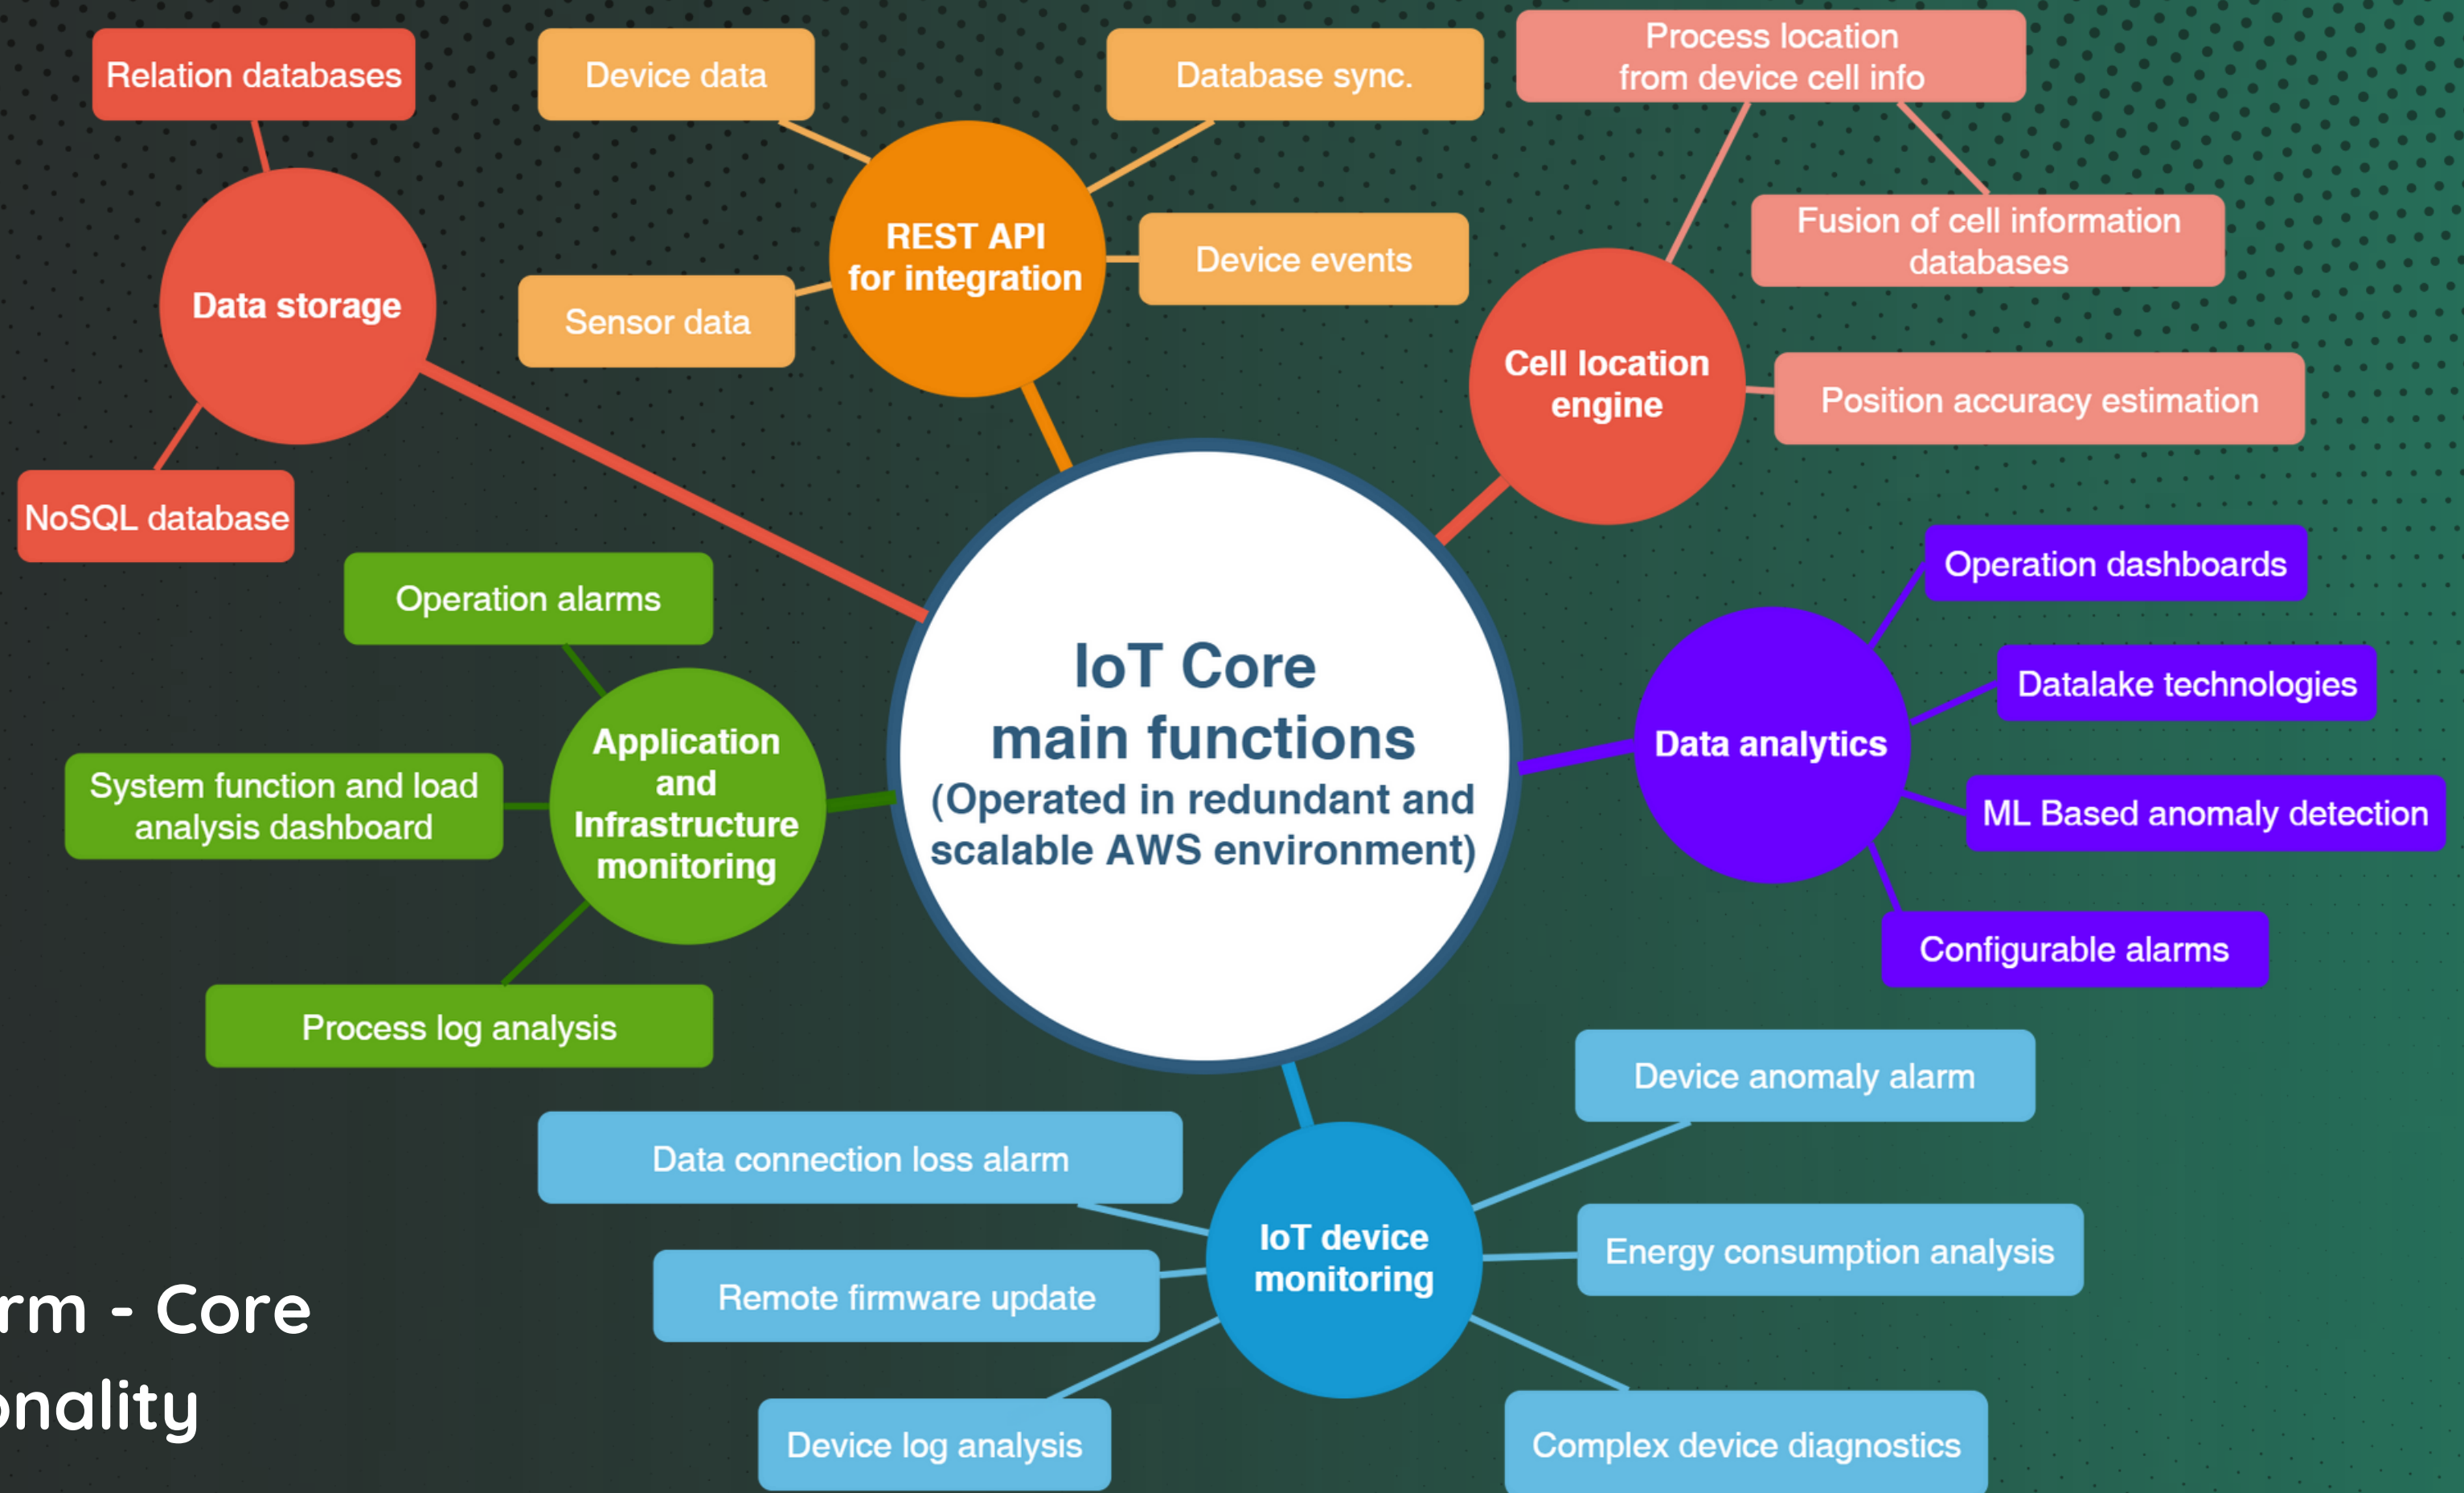 Relation databases
Device data
Database sync.
Process location
from device cell info
REST API
for integration
Fusion of cell information
databases
Device events
Data storage
Sensor data
Cell location
engine
Position accuracy estimation
NoSQL database
Operation alarms
Operation dashboards
IoT Core
main functions
(Operated in redundant and
scalable AWS environment)
Datalake technologies
Application
and
Infrastructure
monitoring
Data analytics
System function and load
analysis dashboard
ML Based anomaly detection
Configurable alarms
Process log analysis
Device anomaly alarm
Data connection loss alarm
IoT device
monitoring
Energy consumption analysis
Remote firmware update
Device log analysis
Complex device diagnostics
rm - Core
onality